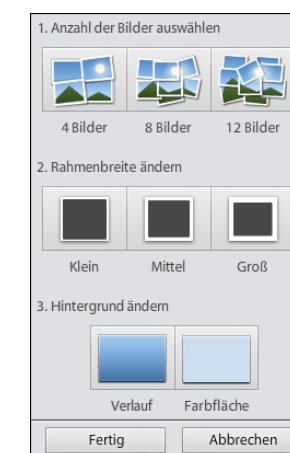 1. Anzahl der Bilder auswählen
4 Bilder 8 Bilder 12 Bilder
2. Rahmenbreite ändern
Klein Mittel Groß
3. Hintergrund ändern
Verlauf Farbfläche
Fertig Abbrechen